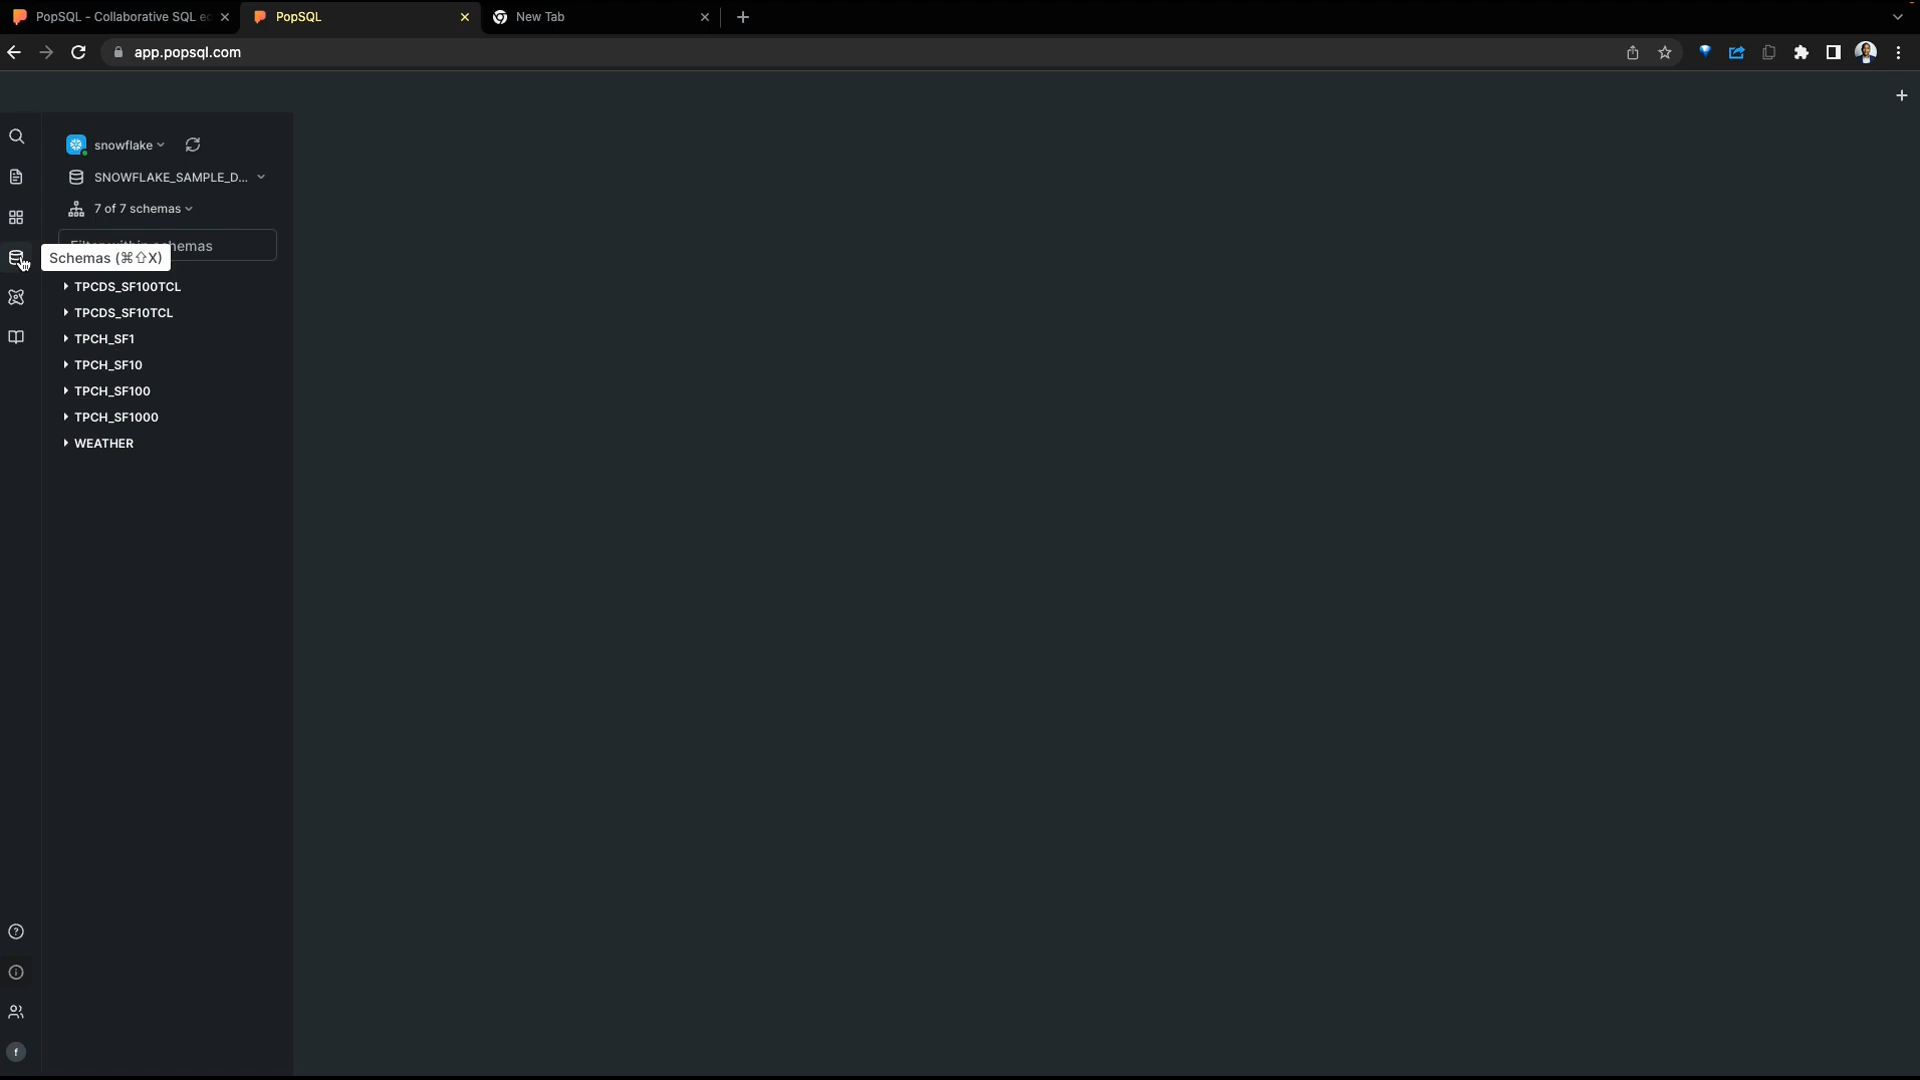 PopSQL - Collaborative SQL e
PopSQL
New Tab
app.popsql.com
snowflake
SNOWFLAKE_SAMPLE_D...
7 of 7 schemas
hemas
Schemas (⌘⇧X)
TPCDS_SF100TCL
TPCDS_SF10TCL
TPCH_SF1
TPCH_SF10
TPCH_SF100
TPCH_SF1000
WEATHER
f